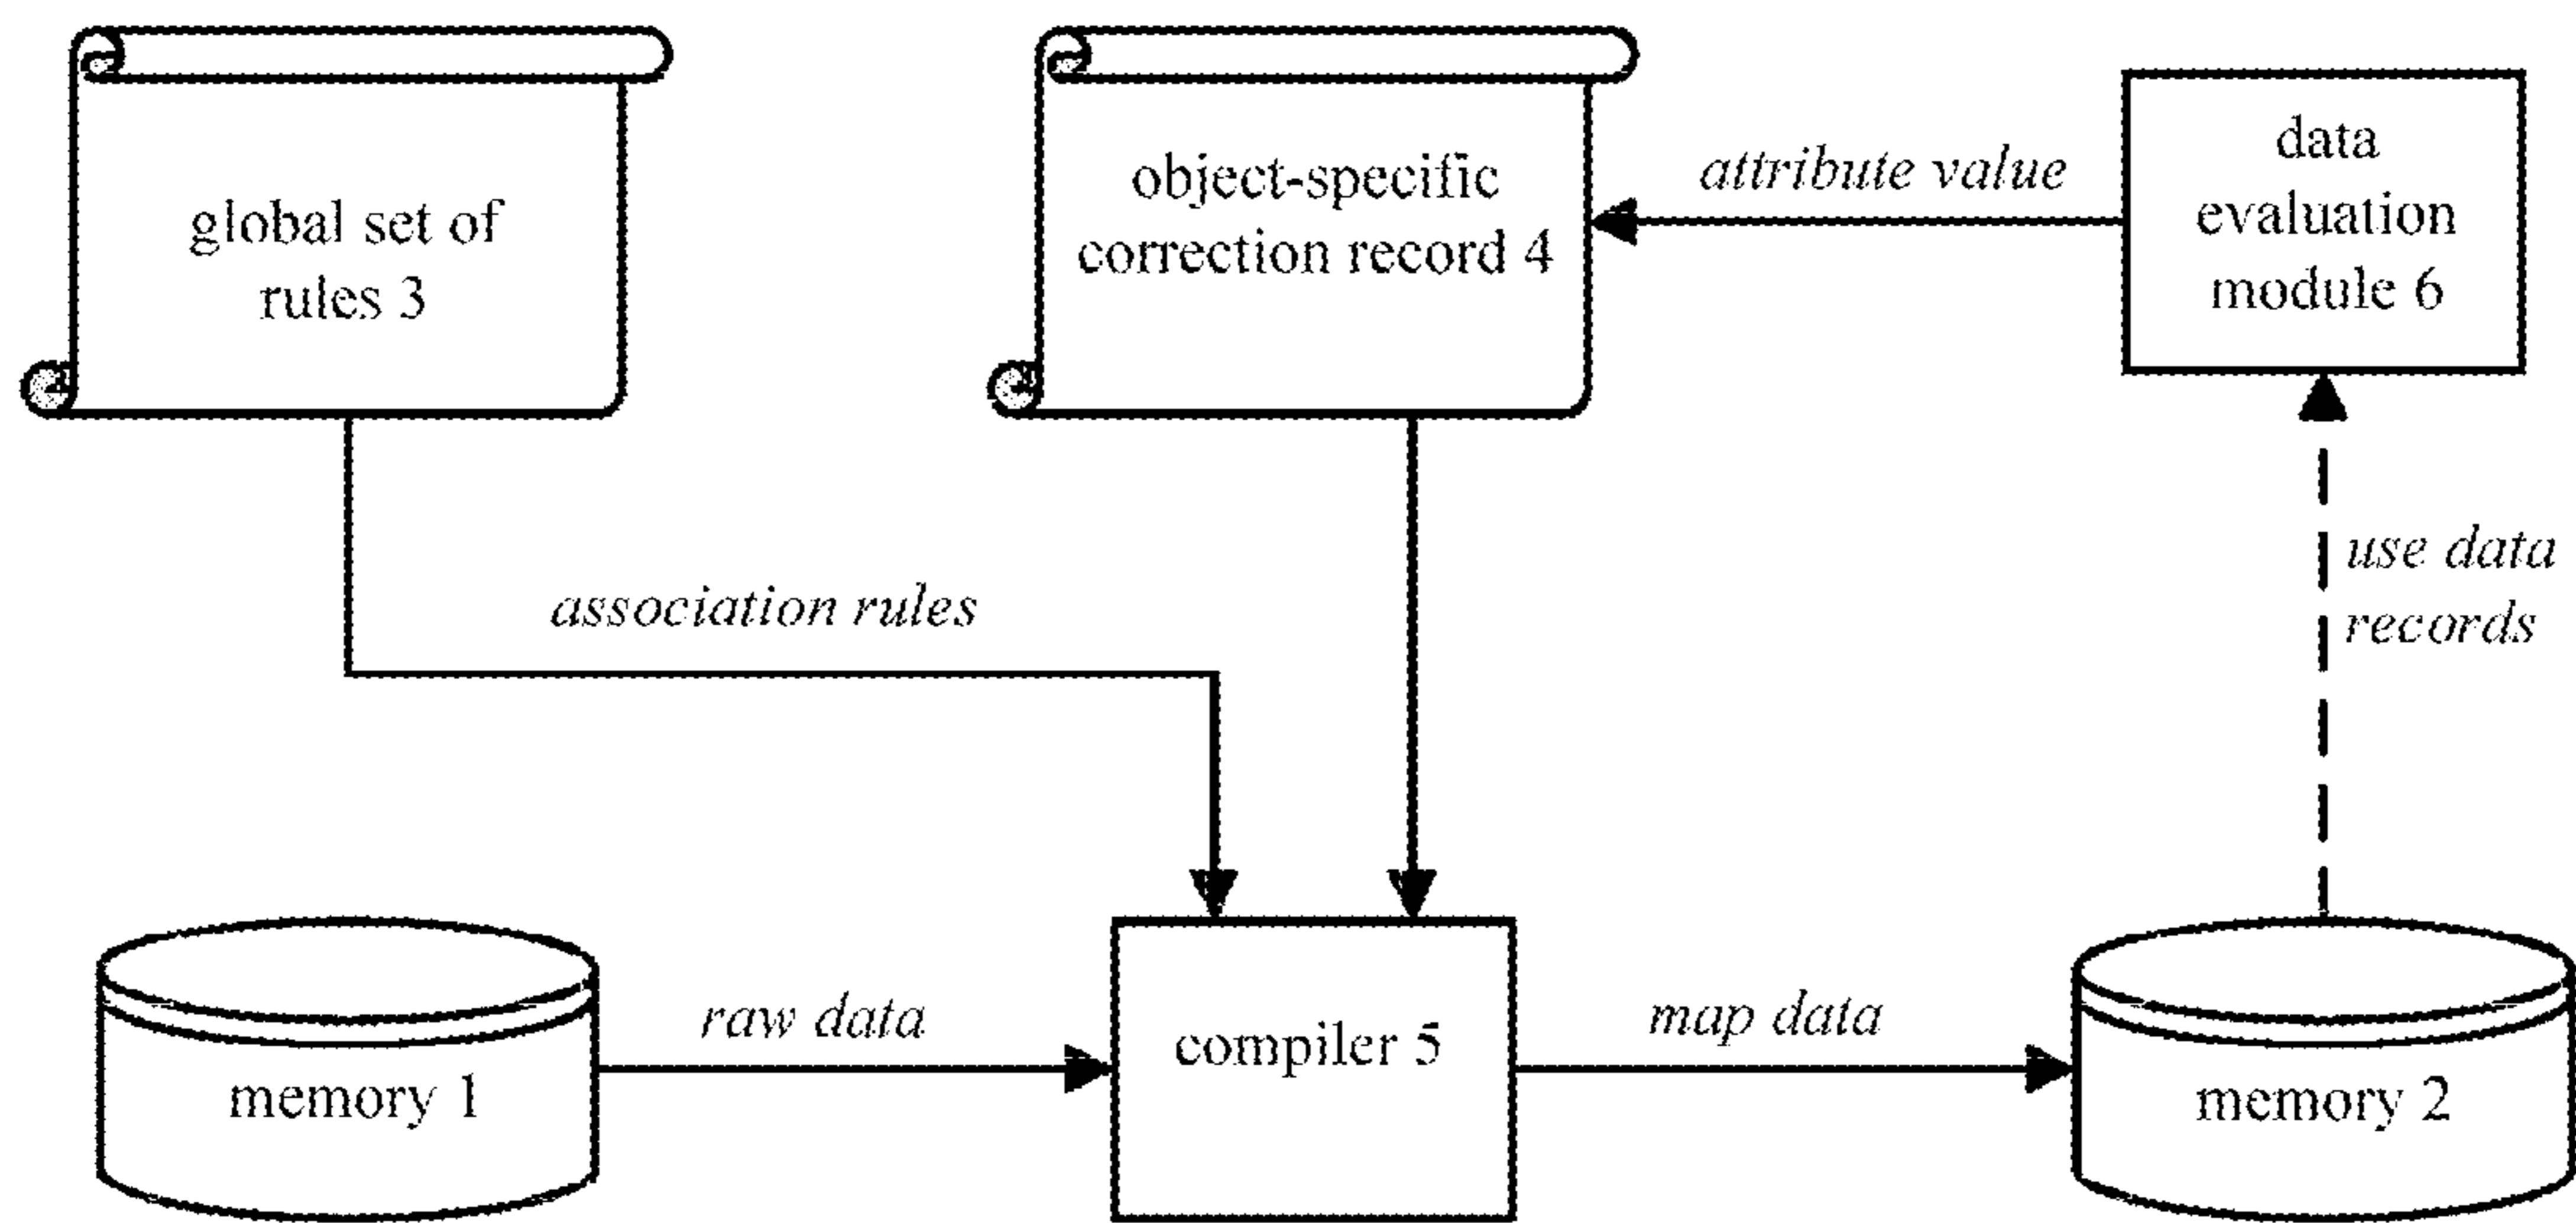 global set of
rules 3
object-specific
correction record 4
attribute value
data
evaluation
module 6
use data
records
association rules
memory 1
raw data
compiler 5
map data
memory 2